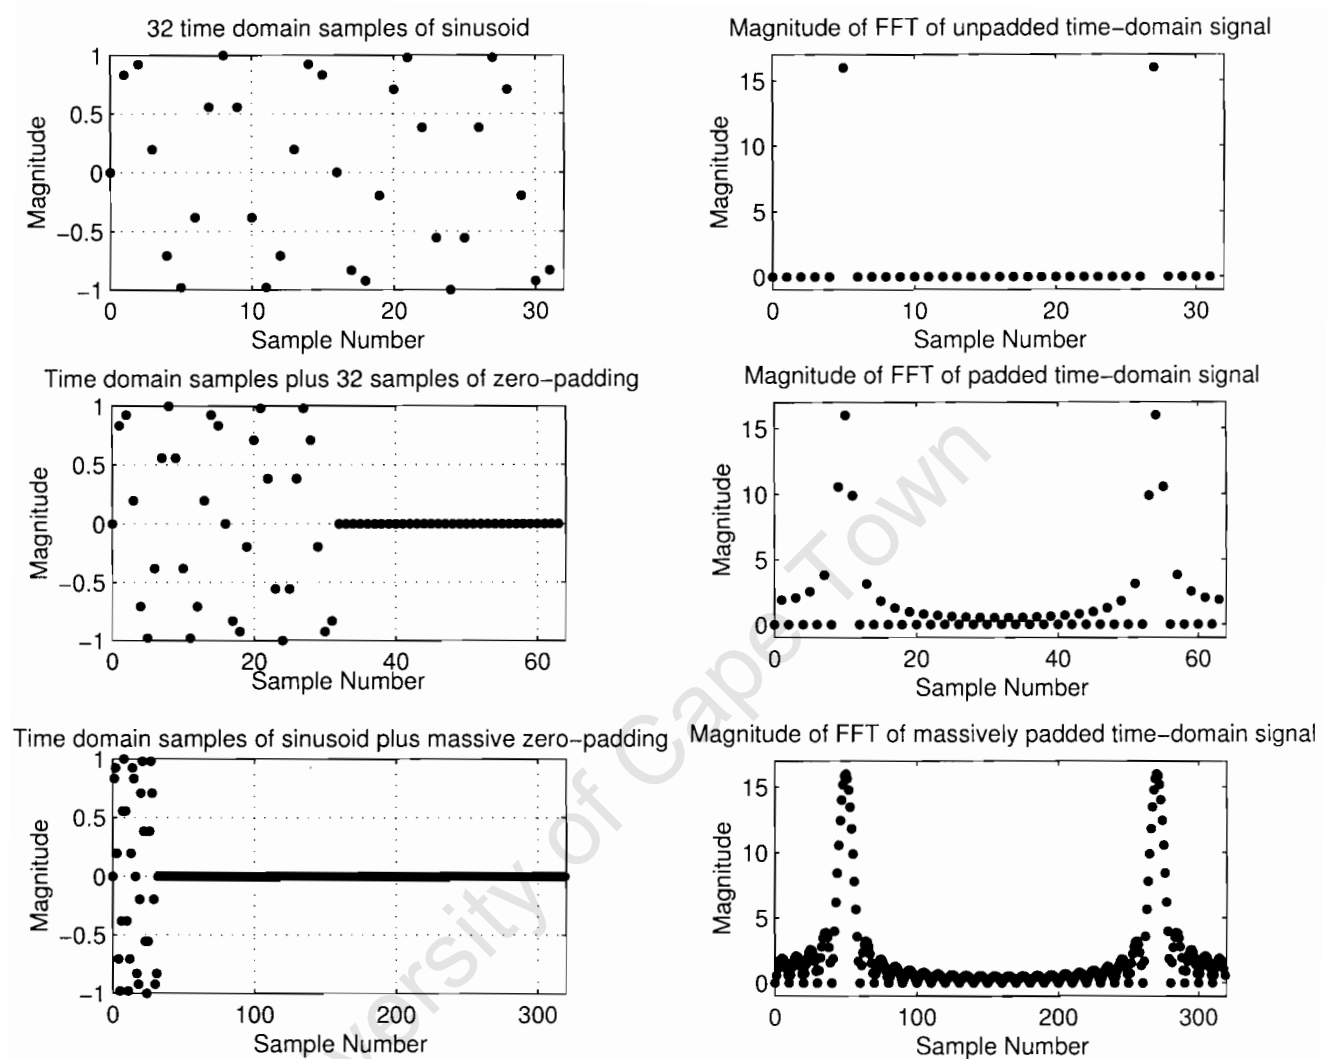 32 time domain samples of sinusoid
Magnitude
1
0.5
0
−0.5
−1
0 10 20 30
Sample Number
Magnitude of FFT of unpadded time−domain signal
Magnitude
15
10
5
0
0 10 20 30
Sample Number
Time domain samples plus 32 samples of zero−padding
Magnitude
1
0.5
0
−0.5
−1
0 20 40 60
Sample Number
Magnitude of FFT of padded time−domain signal
Magnitude
15
10
5
0
0 20 40 60
Sample Number
Time domain samples of sinusoid plus massive zero−padding
Magnitude
1
0.5
0
−0.5
−1
0 100 200 300
Sample Number
Magnitude of FFT of massively padded time−domain signal
Magnitude
15
10
5
0
0 100 200 300
Sample Number
versity of Cape Town